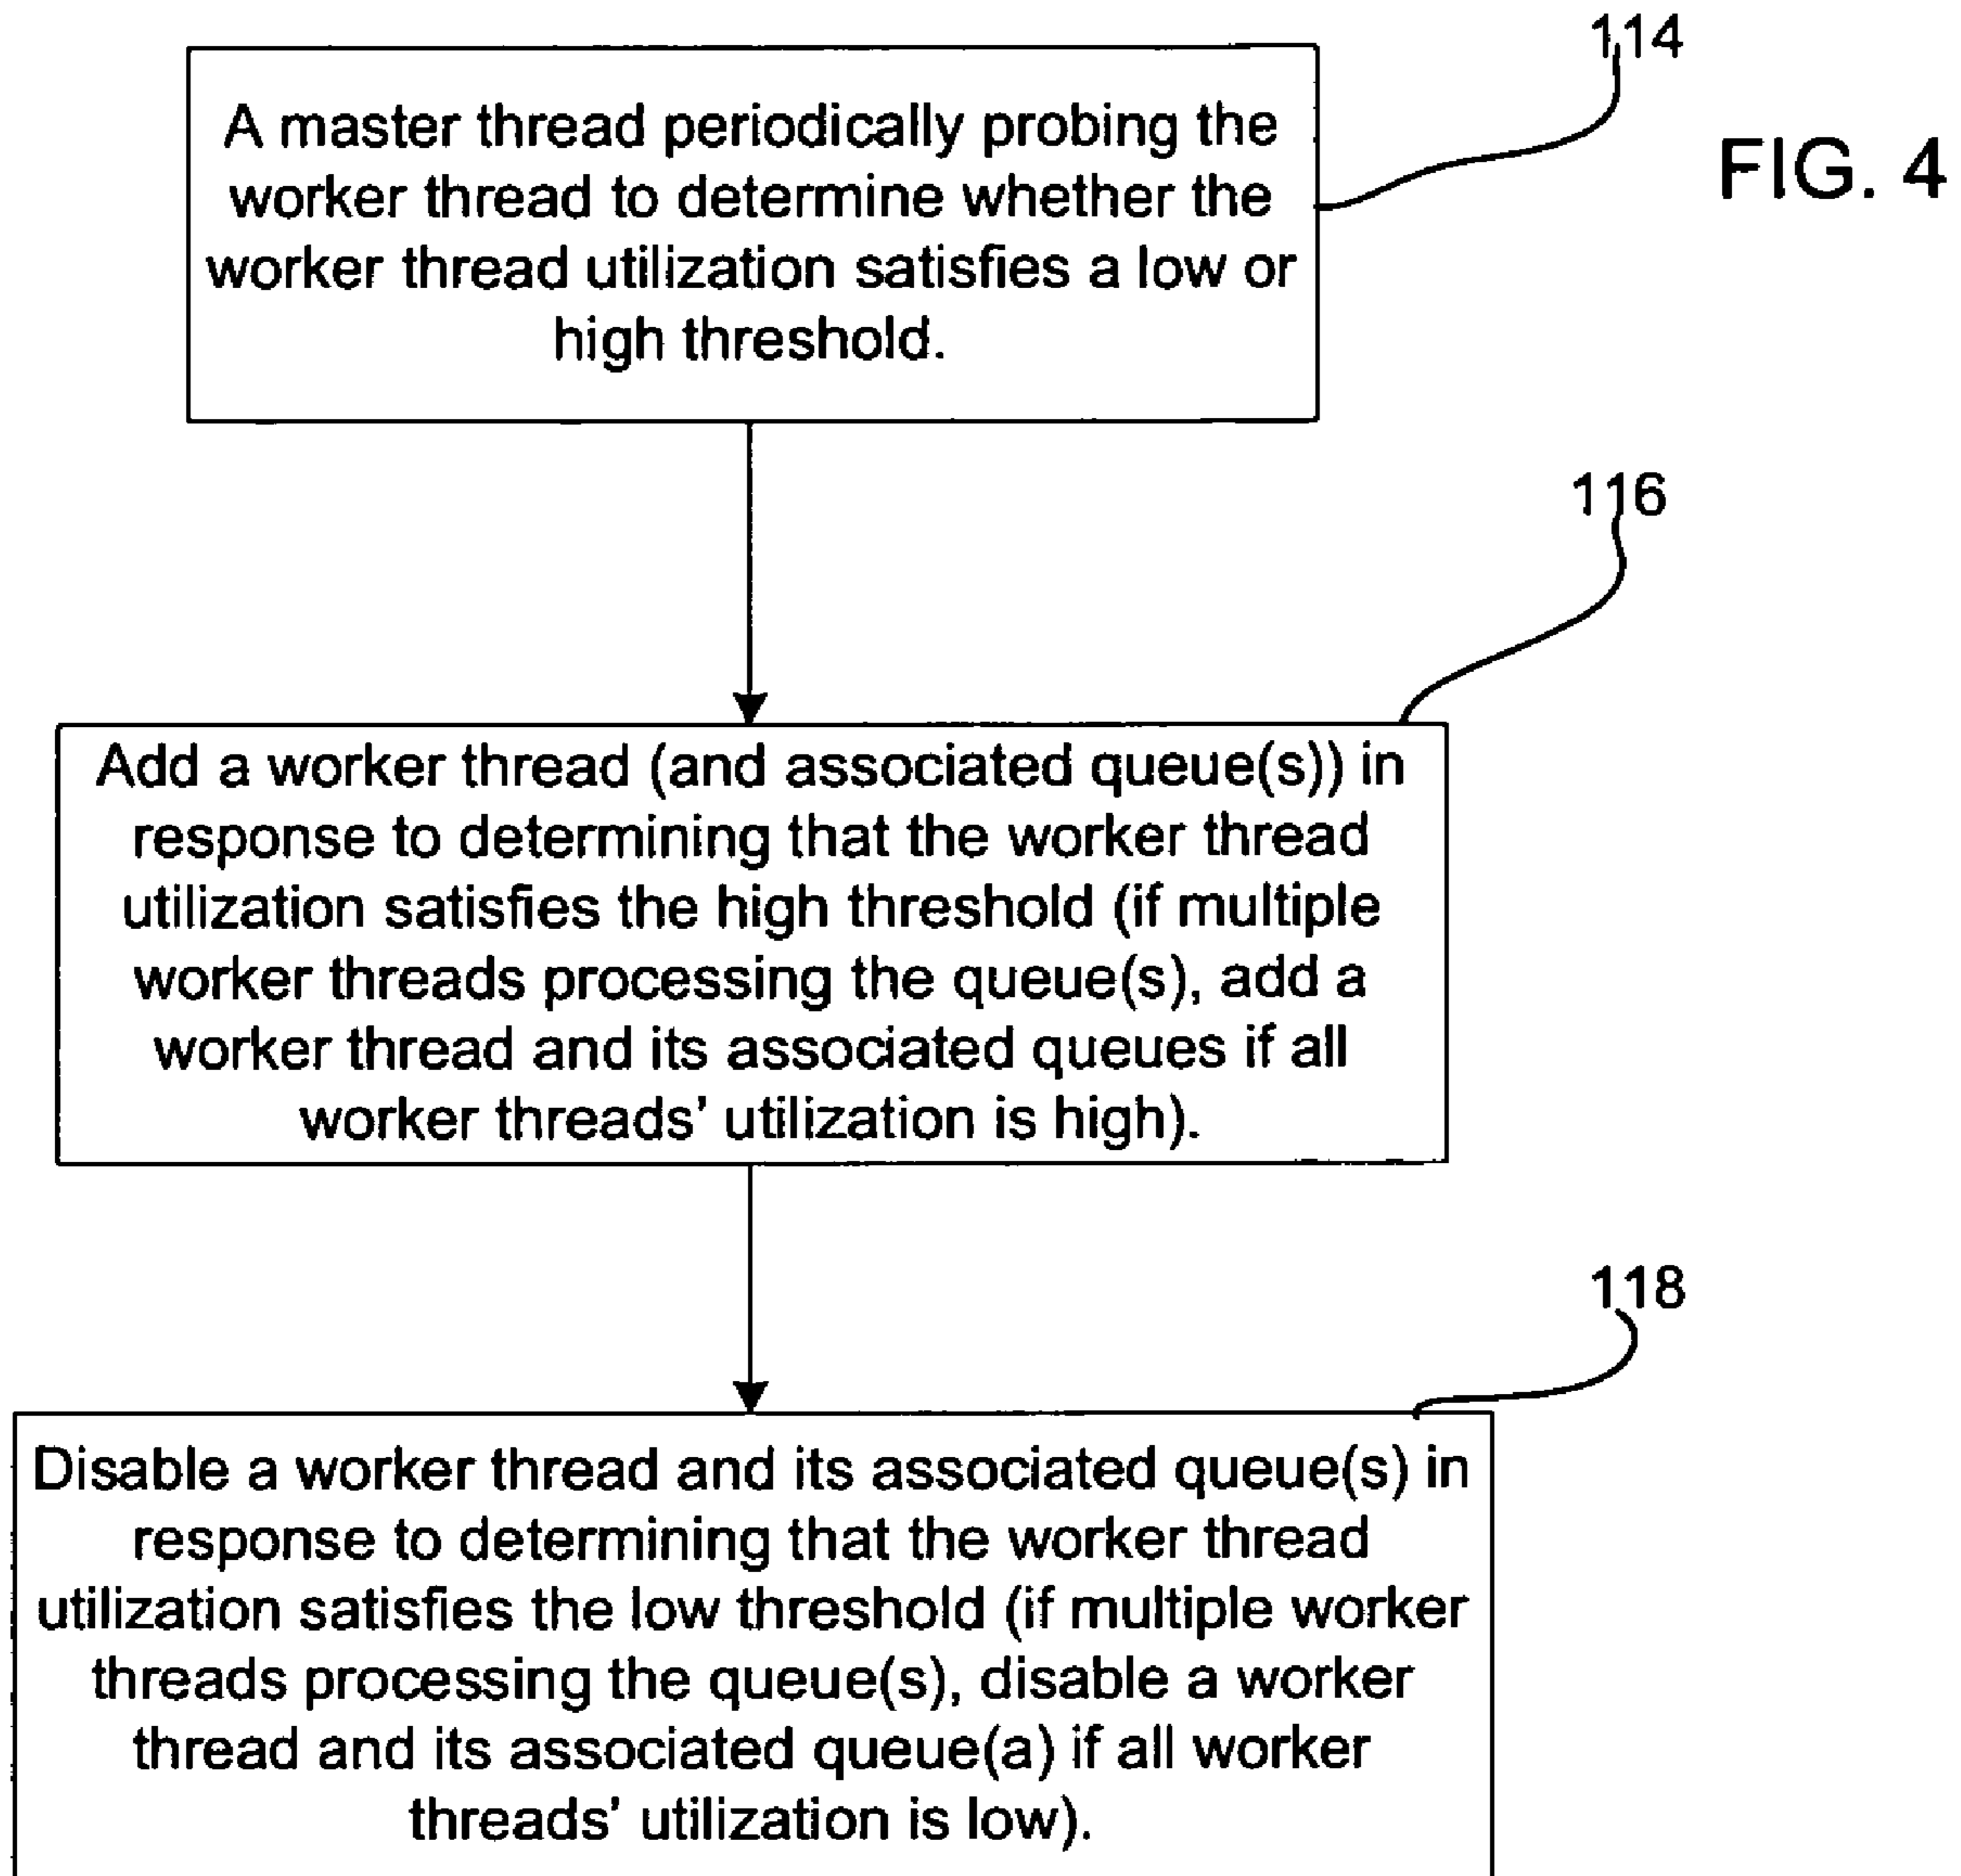 114
A master thread periodically probing the
worker thread to determine whether the
worker thread utilization satisfies a low or
high threshold.
FIG. 4
116
Add a worker thread (and associated queue(s)) in
response to determining that the worker thread
utilization satisfies the high threshold (if multiple
worker threads processing the queue(s), add a
worker thread and its associated queues if all
worker threads' utilization is high).
118
Disable a worker thread and its associated queue(s) in
response to determining that the worker thread
utilization satisfies the low threshold (if multiple worker
threads processing the queue(s), disable a worker
thread and its associated queue(a) if all worker
threads' utilization is low).